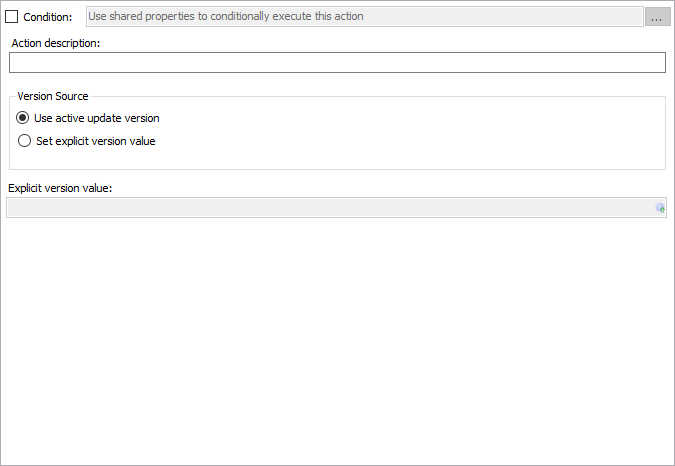 Condition: Use shared properties to conditionally execute this action ...
Action description:
Version Source
Use active update version
Set explicit version value
Explicit version value: